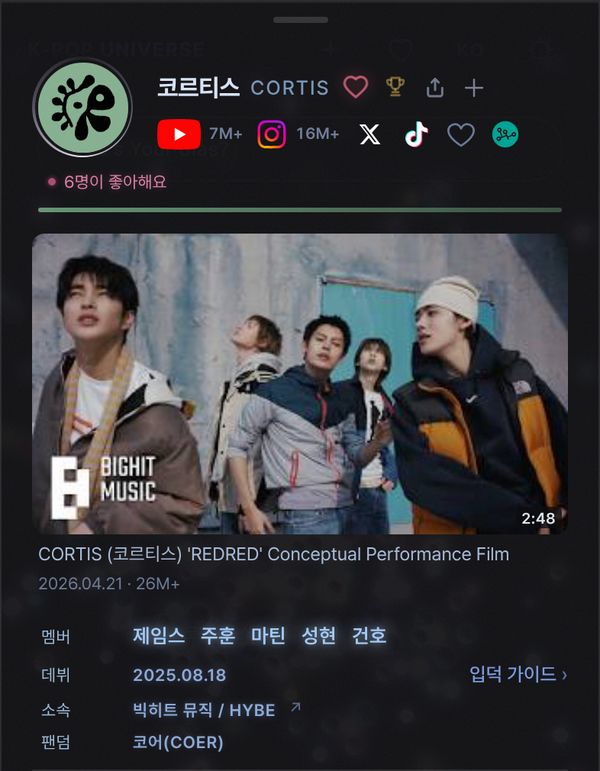 K-POP UNIVERSE
코르티스 CORTIS
7M+ 16M+
6명이 좋아해요
BIGHIT
MUSIC
2:48
CORTIS (코르티스) 'REDRED' Conceptual Performance Film
2026.04.21 · 26M+
멤버 제임스 주훈 마틴 성현 건호
데뷔 2025.08.18 입덕 가이드 ›
소속 빅히트 뮤직 / HYBE ↗
팬덤 코어(COER)